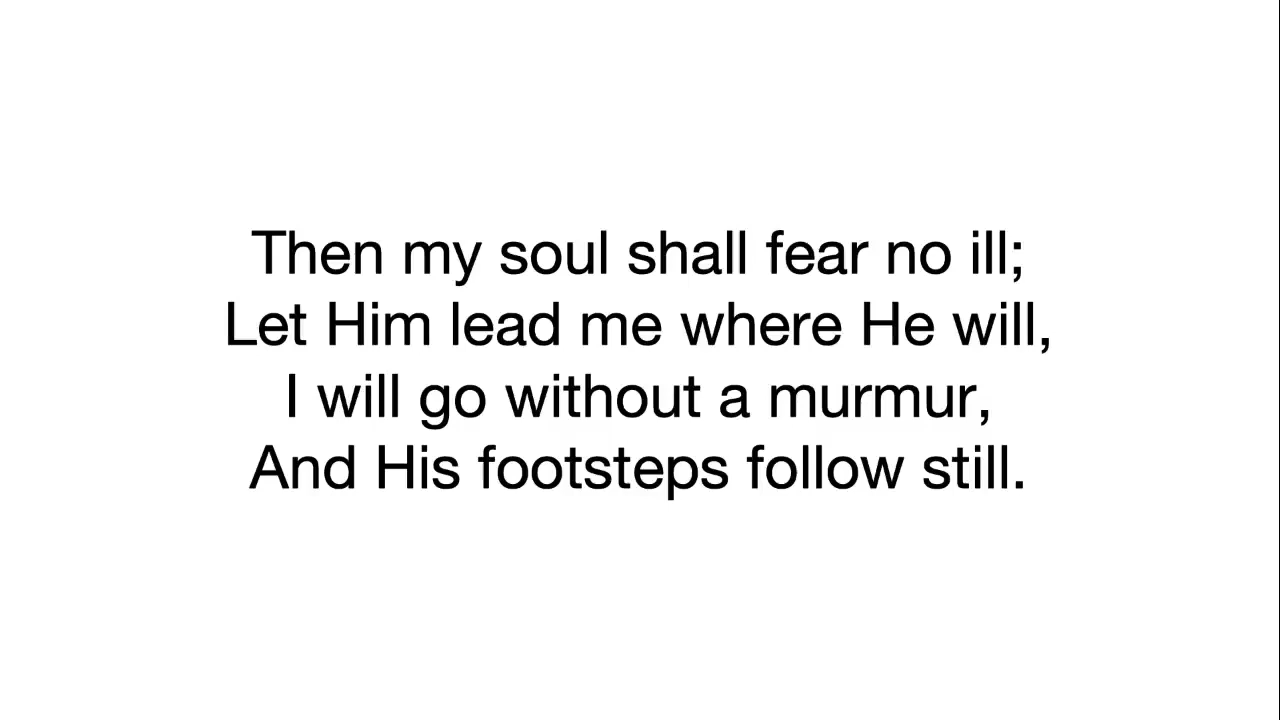 Then my soul shall fear no ill;
Let Him lead me where He will,
I will go without a murmur,
And His footsteps follow still.